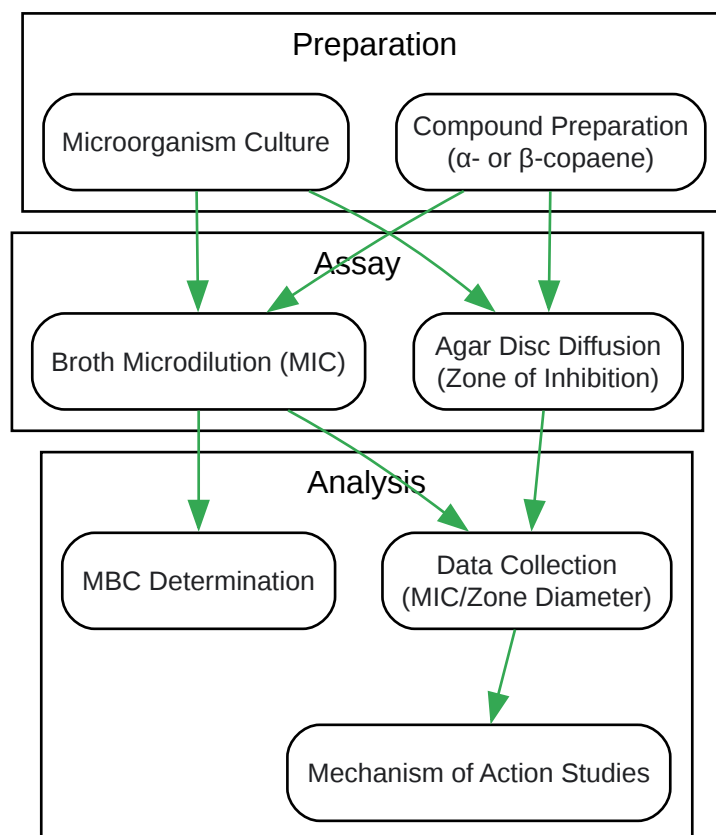 Preparation
Microorganism Culture
Compound Preparation
(α- or β-copaene)
Assay
Broth Microdilution (MIC)
Agar Disc Diffusion
(Zone of Inhibition)
Analysis
MBC Determination
Data Collection
(MIC/Zone Diameter)
Mechanism of Action Studies